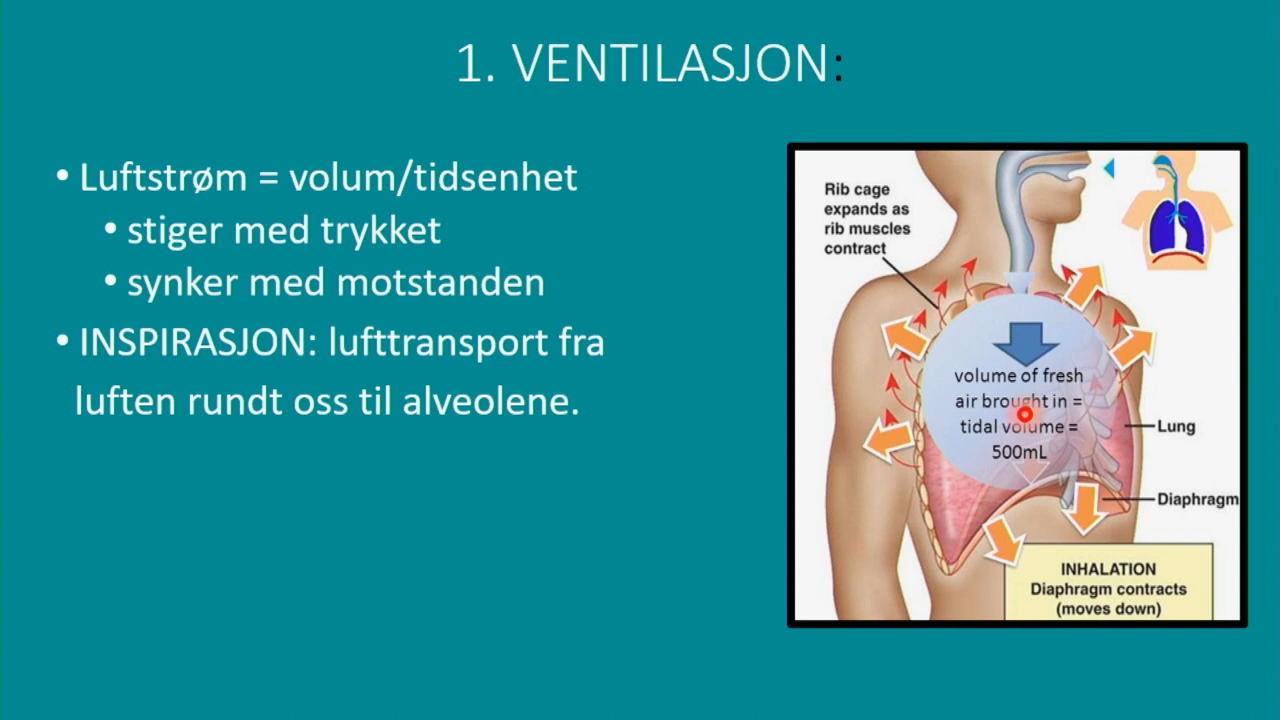 1. VENTILASJON:
• Luftstrøm = volum/tidsenhet
• stiger med trykket
• synker med motstanden
• INSPIRASJON: lufttransport fra
luften rundt oss til alveolene.
Rib cage
expands as
rib muscles
contract
volume of fresh
air brought in =
tidal volume =
500mL
Lung
Diaphragm
INHALATION
Diaphragm contracts
(moves down)